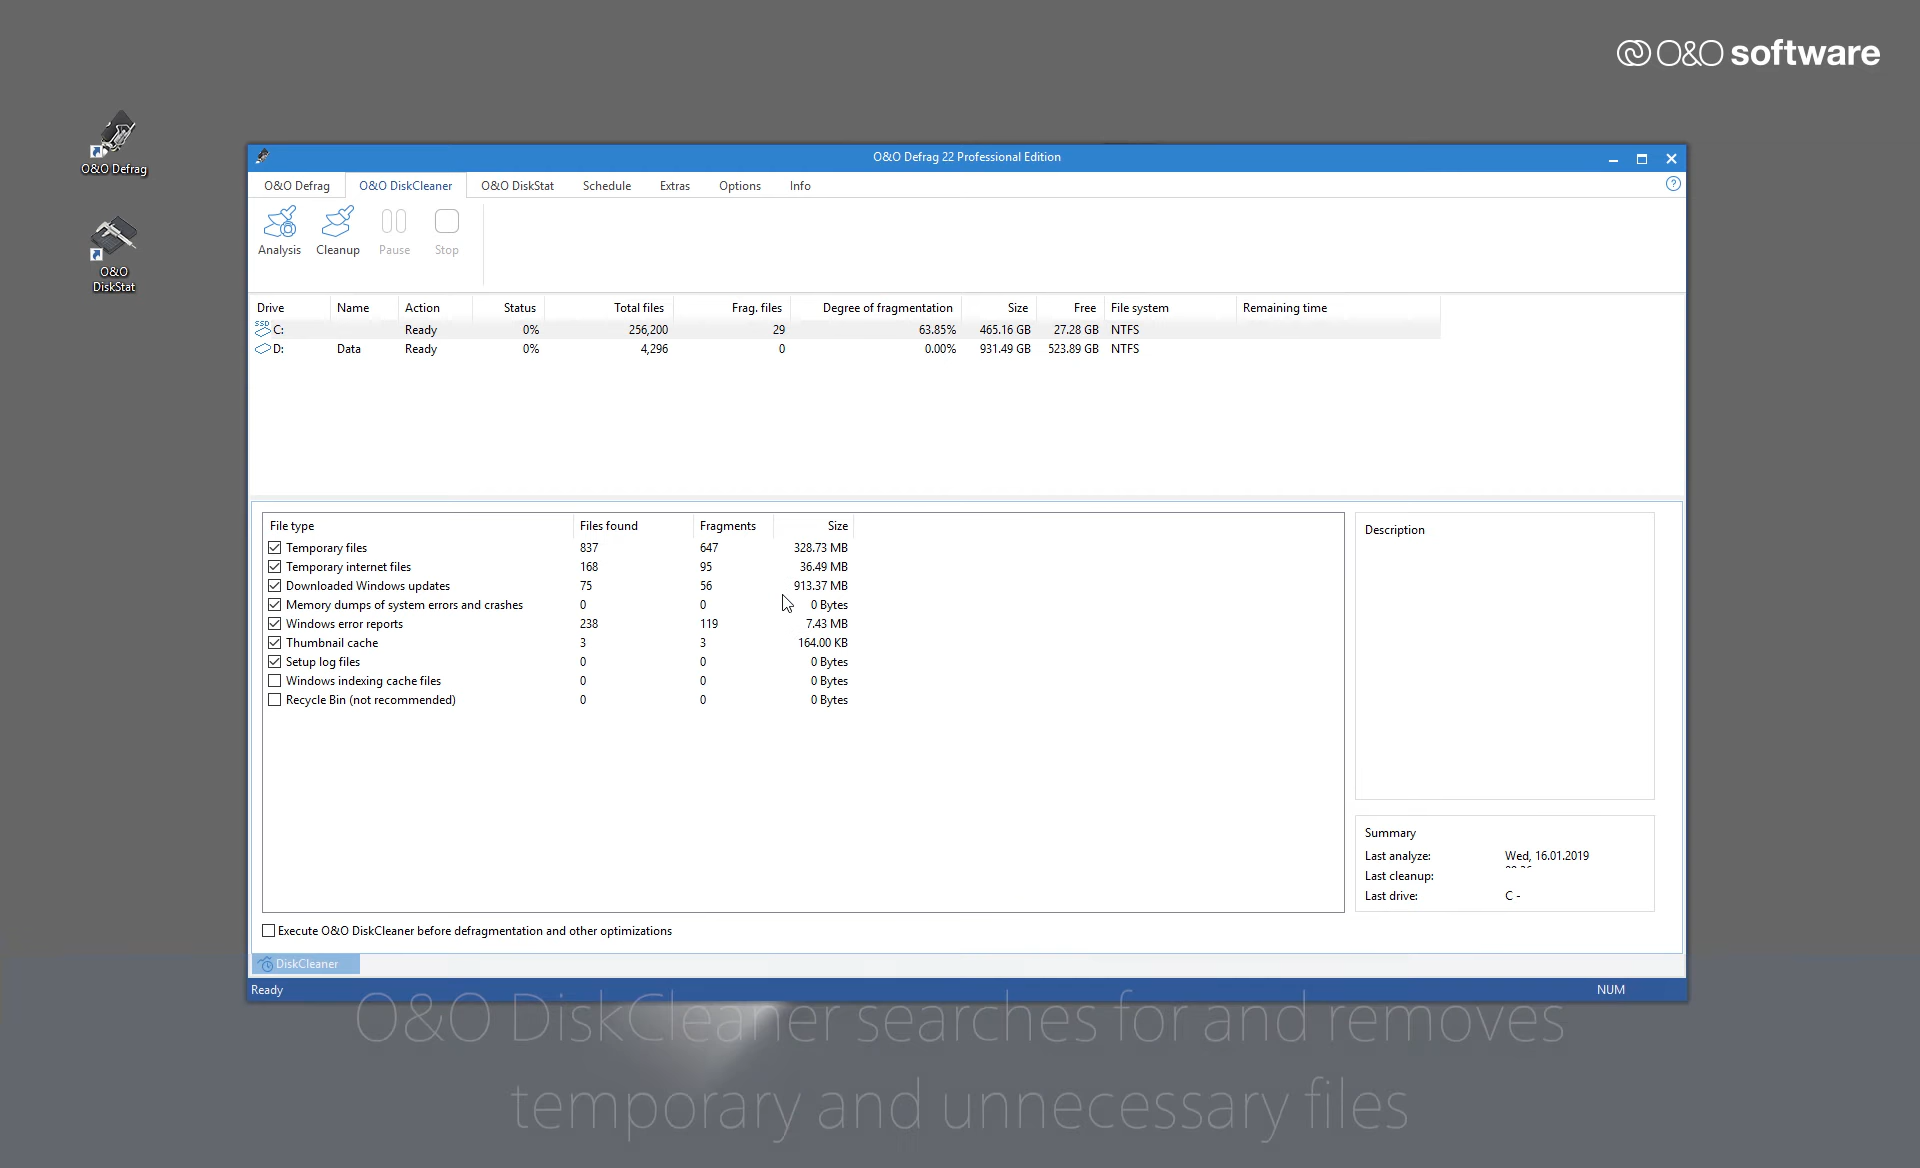 O&O software
O&O Defrag
O&O
DiskStat
O&O Defrag 22 Professional Edition
O&O Defrag O&O DiskCleaner O&O DiskStat Schedule Extras Options Info
?
Analysis Cleanup Pause Stop
Drive Name Action Status Total files Frag. files Degree of fragmentation Size Free File system Remaining time
SSD C: Ready 0% 256,200 29 63.85% 465.16 GB 27.28 GB NTFS
D: Data Ready 0% 4,296 0 0.00% 931.49 GB 523.89 GB NTFS
File type Files found Fragments Size
Temporary files 837 647 328.73 MB
Temporary internet files 168 95 36.49 MB
Downloaded Windows updates 75 56 913.37 MB
Memory dumps of system errors and crashes 0 0 0 Bytes
Windows error reports 238 119 7.43 MB
Thumbnail cache 3 3 164.00 KB
Setup log files 0 0 0 Bytes
Windows indexing cache files 0 0 0 Bytes
Recycle Bin (not recommended) 0 0 0 Bytes
Description
Summary
Last analyze: Wed, 16.01.2019
Last cleanup:
Last drive: C -
Execute O&O DiskCleaner before defragmentation and other optimizations
DiskCleaner
Ready NUM
O&O DiskCleaner searches for and removes
temporary and unnecessary files